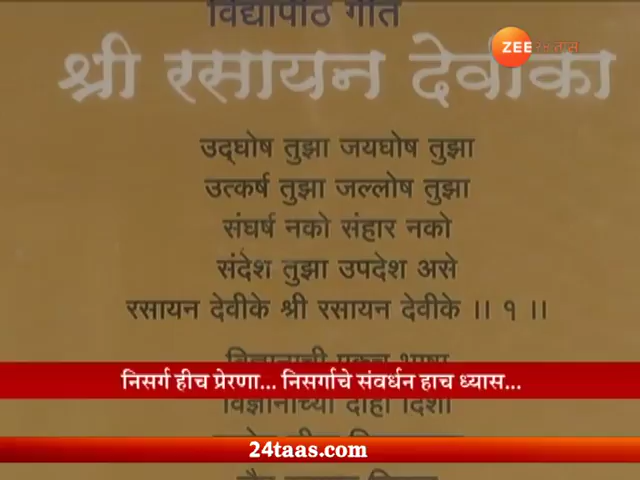 विद्यापीठ गीत
ZEE २४ तास
श्री रसायन देवीका
उद्घोष तुझा जयघोष तुझा
उत्कर्ष तुझा जल्लोष तुझा
संघर्ष नको संहार नको
संदेश तुझा उपदेश असे
रसायन देवीके श्री रसायन देवीके ।। १ ।।
निसर्ग हीच प्रेरणा... निसर्गाचे संवर्धन हाच ध्यास...
विज्ञानाच्या दाही दिशा
24taas.com